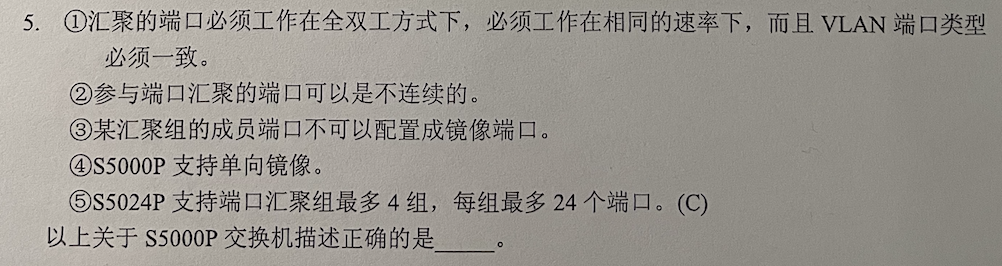 5. ①汇聚的端口必须工作在全双工方式下，必须工作在相同的速率下，而且 VLAN 端口类型
必须一致。
②参与端口汇聚的端口可以是不连续的。
③某汇聚组的成员端口不可以配置成镜像端口。
④S5000P 支持单向镜像。
⑤S5024P 支持端口汇聚组最多 4 组，每组最多 24 个端口。(C)
以上关于 S5000P 交换机描述正确的是_____。